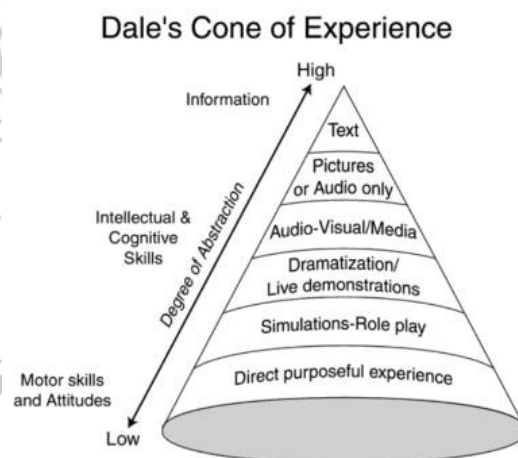 Dale's Cone of Experience
High
Information
Text
Pictures
or Audio only
Intellectual &
Cognitive
Skills
Degree of Abstraction
Audio-Visual/Media
Dramatization/
Live demonstrations
Simulations-Role play
Motor skills
and Attitudes
Direct purposeful experience
Low